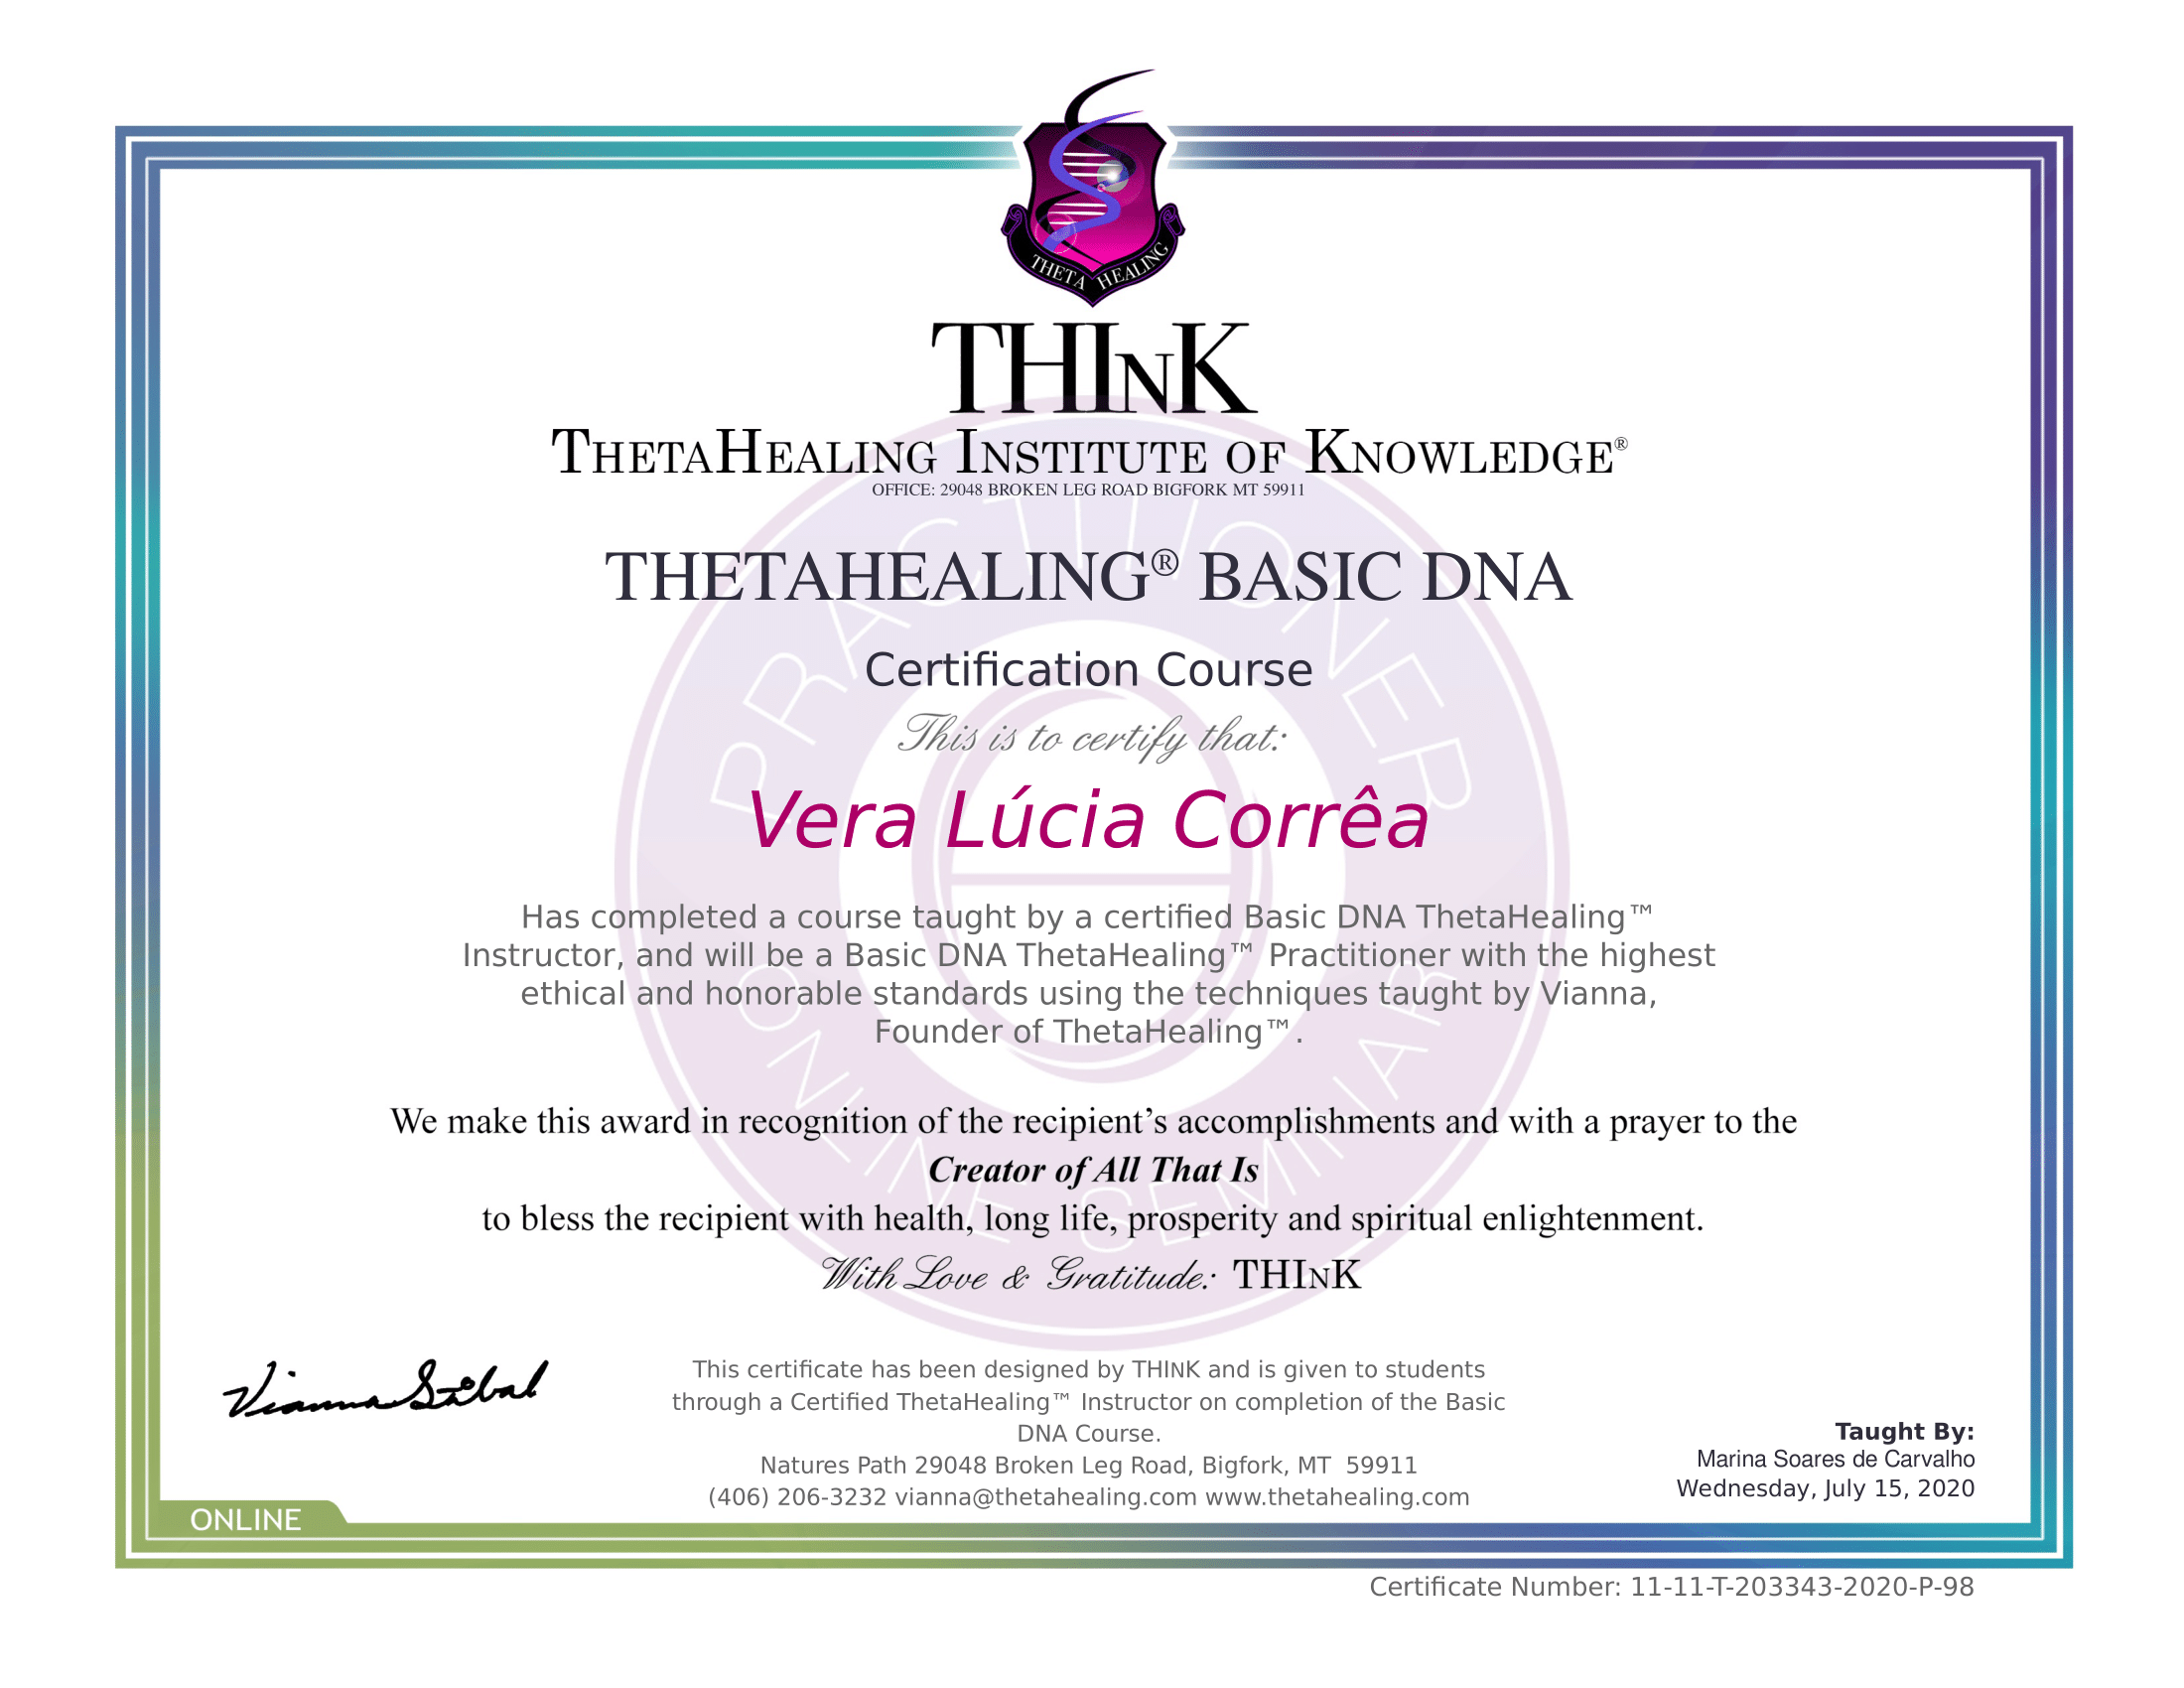 THETA HEALING
THINK
THETAHEALING INSTITUTE OF KNOWLEDGE®
OFFICE: 29048 BROKEN LEG ROAD BIGFORK MT 59911
THETAHEALING® BASIC DNA
Certification Course
This is to certify that:
Vera Lúcia Corrêa
Has completed a course taught by a certified Basic DNA ThetaHealing™
Instructor, and will be a Basic DNA ThetaHealing™ Practitioner with the highest
ethical and honorable standards using the techniques taught by Vianna,
Founder of ThetaHealing™.
We make this award in recognition of the recipient’s accomplishments and with a prayer to the
Creator of All That Is
to bless the recipient with health, long life, prosperity and spiritual enlightenment.
With Love & Gratitude: THINK
PRACTITIONER
ONLINE SEMINAR
Vianna Stibal
This certificate has been designed by THINK and is given to students
through a Certified ThetaHealing™ Instructor on completion of the Basic
DNA Course.
Natures Path 29048 Broken Leg Road, Bigfork, MT 59911
(406) 206-3232 vianna@thetahealing.com www.thetahealing.com
Taught By:
Marina Soares de Carvalho
Wednesday, July 15, 2020
ONLINE
Certificate Number: 11-11-T-203343-2020-P-98